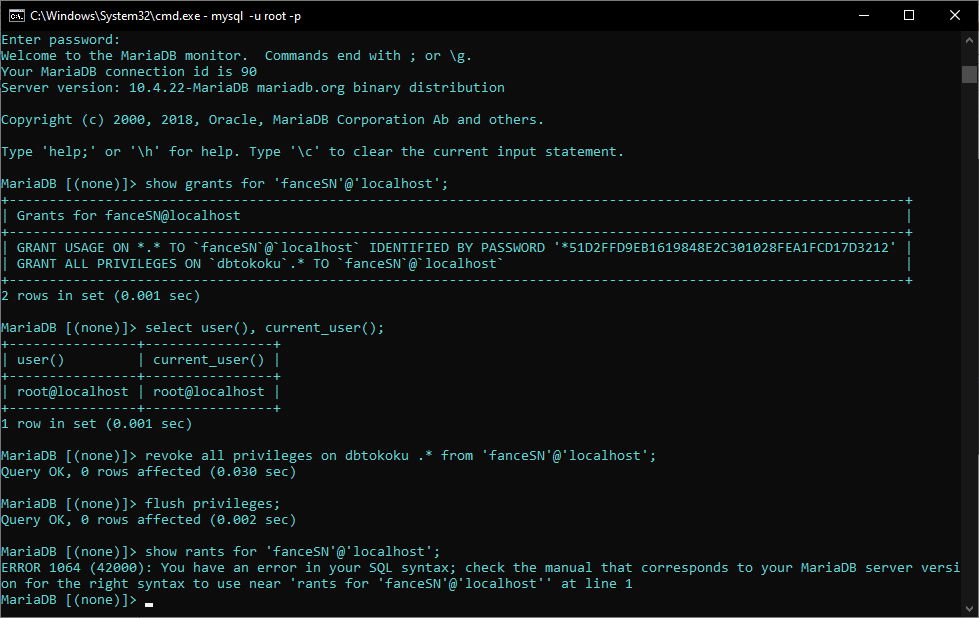 C:\Windows\System32\cmd.exe - mysql  -u root -p
Enter password:
Welcome to the MariaDB monitor.  Commands end with ; or \g.
Your MariaDB connection id is 90
Server version: 10.4.22-MariaDB mariadb.org binary distribution

Copyright (c) 2000, 2018, Oracle, MariaDB Corporation Ab and others.

Type 'help;' or '\h' for help. Type '\c' to clear the current input statement.

MariaDB [(none)]> show grants for 'fanceSN'@'localhost';
+----------------------------------------------------------------------------------------------------------------+
| Grants for fanceSN@localhost                                                                                   |
+----------------------------------------------------------------------------------------------------------------+
| GRANT USAGE ON *.* TO `fanceSN`@`localhost` IDENTIFIED BY PASSWORD '*51D2FFD9EB1619848E2C301028FEA1FCD17D3212' |
| GRANT ALL PRIVILEGES ON `dbtokoku`.* TO `fanceSN`@`localhost`                                                  |
+----------------------------------------------------------------------------------------------------------------+
2 rows in set (0.001 sec)

MariaDB [(none)]> select user(), current_user();
+----------------+----------------+
| user()         | current_user() |
+----------------+----------------+
| root@localhost | root@localhost |
+----------------+----------------+
1 row in set (0.001 sec)

MariaDB [(none)]> revoke all privileges on dbtokoku .* from 'fanceSN'@'localhost';
Query OK, 0 rows affected (0.030 sec)

MariaDB [(none)]> flush privileges;
Query OK, 0 rows affected (0.002 sec)

MariaDB [(none)]> show rants for 'fanceSN'@'localhost';
ERROR 1064 (42000): You have an error in your SQL syntax; check the manual that corresponds to your MariaDB server versi
on for the right syntax to use near 'rants for 'fanceSN'@'localhost'' at line 1
MariaDB [(none)]>